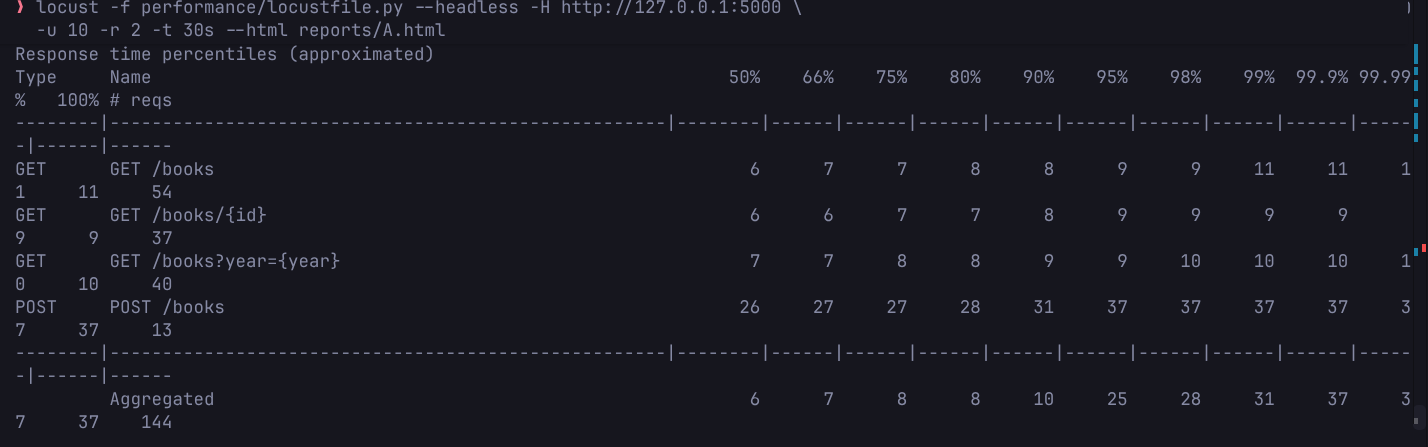 ❯ locust -f performance/locustfile.py --headless -H http://127.0.0.1:5000 \
  -u 10 -r 2 -t 30s --html reports/A.html
Response time percentiles (approximated)
Type     Name                                                           50%    66%    75%    80%    90%    95%    98%    99%  99.9% 99.99
%   100% # reqs
--------|-----------------------------------------------------|--------|------|------|------|------|------|------|------|------|-----
-|------|------
GET      GET /books                                                       6      7      7      8      8      9      9     11     11     1
1     11     54
GET      GET /books/{id}                                                  6      6      7      7      8      9      9      9      9
9      9     37
GET      GET /books?year={year}                                           7      7      8      8      9      9     10     10     10     1
0     10     40
POST     POST /books                                                     26     27     27     28     31     37     37     37     37     3
7     37     13
--------|-----------------------------------------------------|--------|------|------|------|------|------|------|------|------|-----
-|------|------
         Aggregated                                                       6      7      8      8     10     25     28     31     37     3
7     37    144